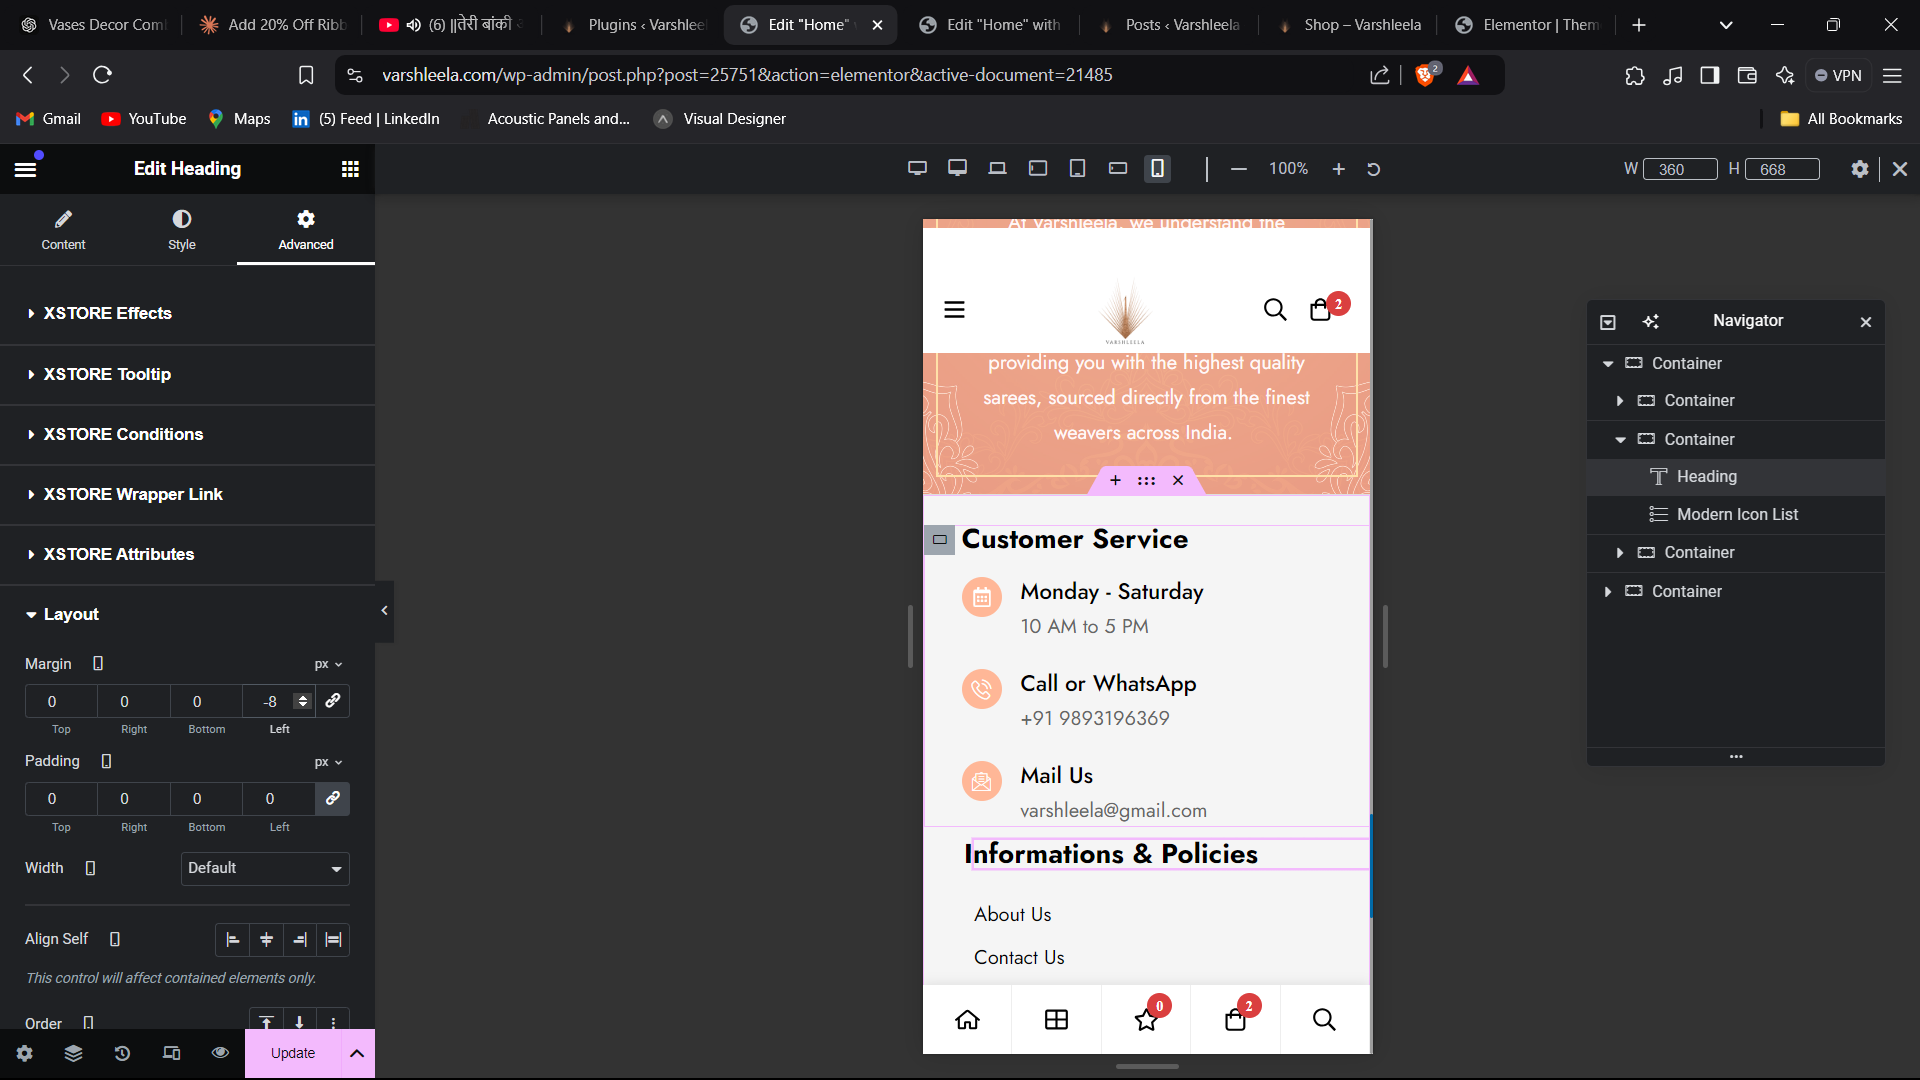 Vases Decor Com
Add 20% Off Ribb
(6) ||तेरी बांकी
Plugins ‹ Varshlee
Edit "Home"
Edit "Home" with
Posts ‹ Varshleela
Shop – Varshleela
Elementor | Them
varshleela.com/wp-admin/post.php?post=25751&action=elementor&active-document=21485
2
VPN
Gmail
YouTube
Maps
(5) Feed | LinkedIn
Acoustic Panels and...
Visual Designer
All Bookmarks
Edit Heading
100%
W 360
H 668
Content
Style
Advanced
XSTORE Effects
XSTORE Tooltip
XSTORE Conditions
XSTORE Wrapper Link
XSTORE Attributes
Layout
Margin
px
0 0 0 -8
Top Right Bottom Left
Padding
px
0 0 0 0
Top Right Bottom Left
Width
Default
Align Self
This control will affect contained elements only.
Order
Update
At Varshleela, we understand the
VARSHLEELA
2
providing you with the highest quality
sarees, sourced directly from the finest
weavers across India.
Customer Service
Monday - Saturday
10 AM to 5 PM
Call or WhatsApp
+91 9893196369
Mail Us
varshleela@gmail.com
Informations & Policies
About Us
Contact Us
0
2
Navigator
Container
Container
Container
Heading
Modern Icon List
Container
Container